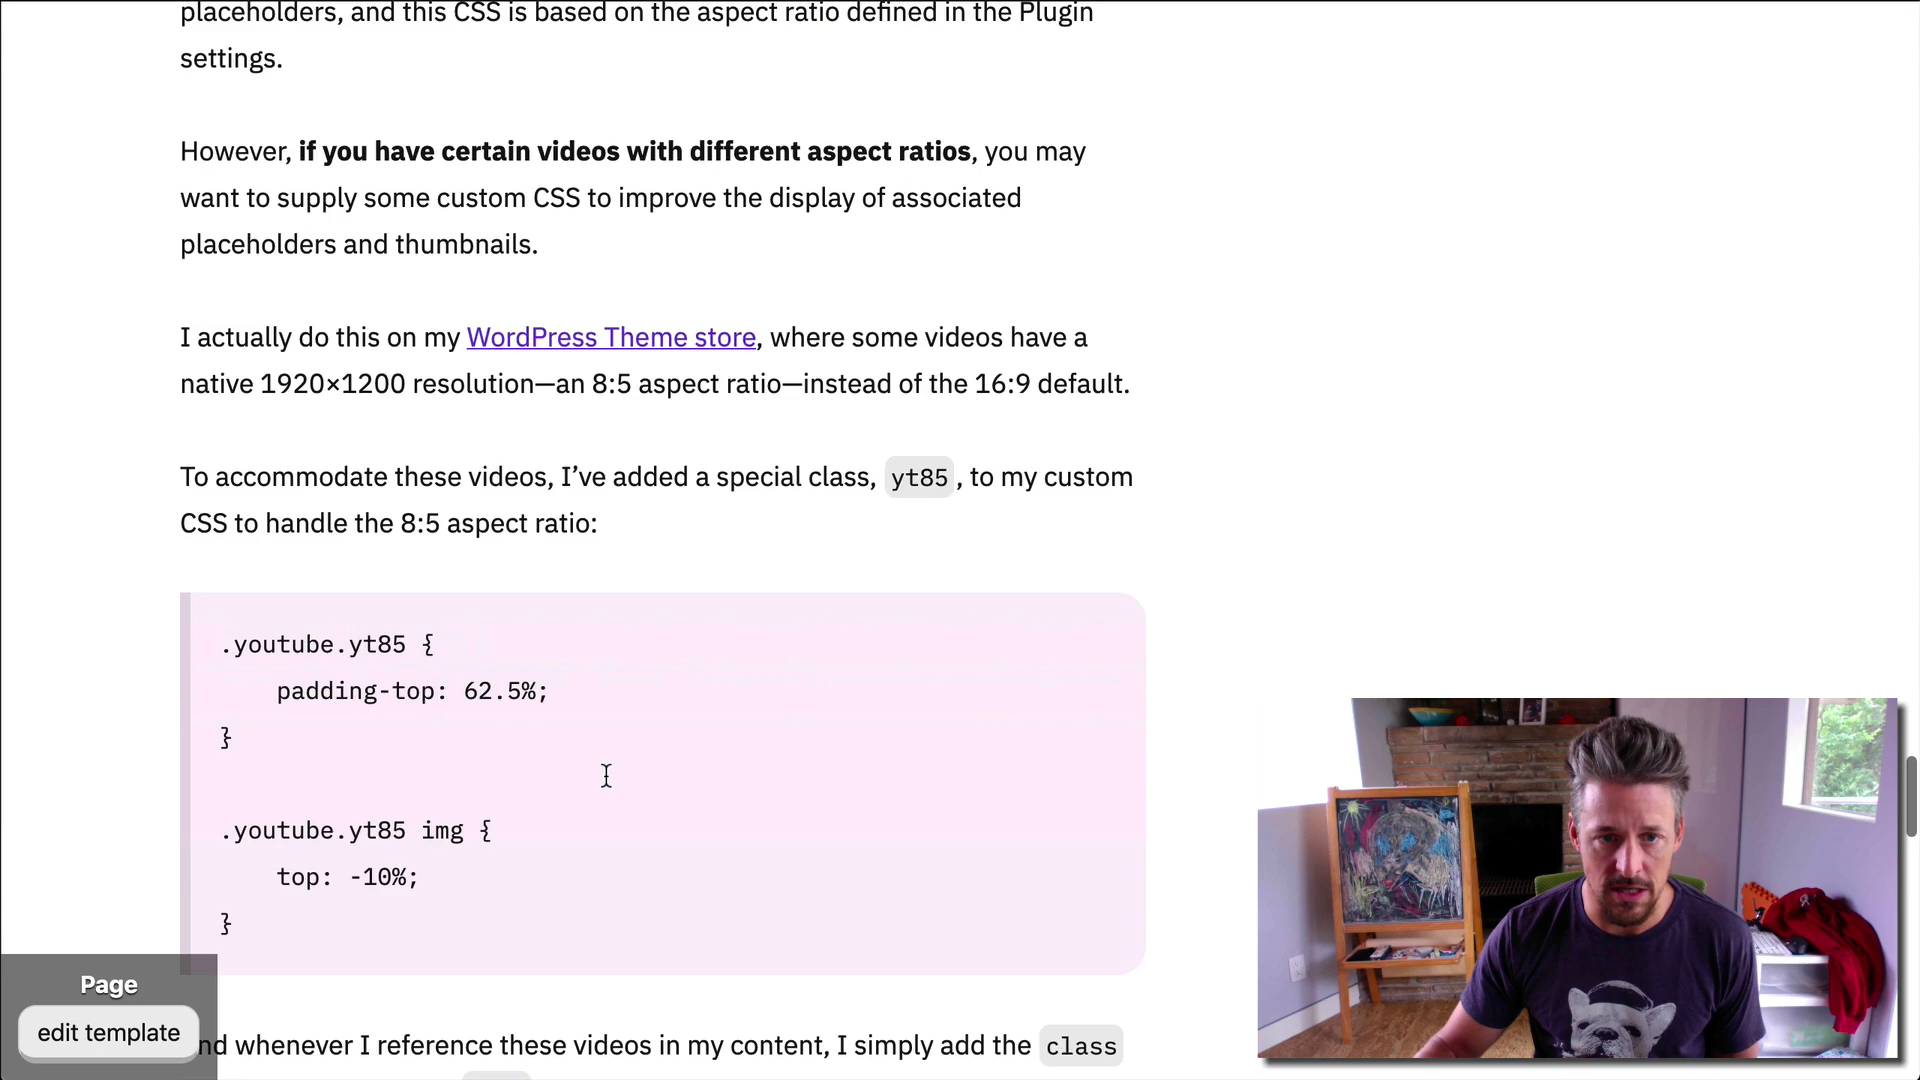 placeholders, and this CSS is based on the aspect ratio defined in the Plugin
settings.
However, if you have certain videos with different aspect ratios, you may
want to supply some custom CSS to improve the display of associated
placeholders and thumbnails.
I actually do this on my WordPress Theme store, where some videos have a
native 1920×1200 resolution—an 8:5 aspect ratio—instead of the 16:9 default.
To accommodate these videos, I’ve added a special class, yt85, to my custom
CSS to handle the 8:5 aspect ratio:
.youtube.yt85 {
    padding-top: 62.5%;
}
.youtube.yt85 img {
    top: -10%;
}
Page
edit template
nd whenever I reference these videos in my content, I simply add the class